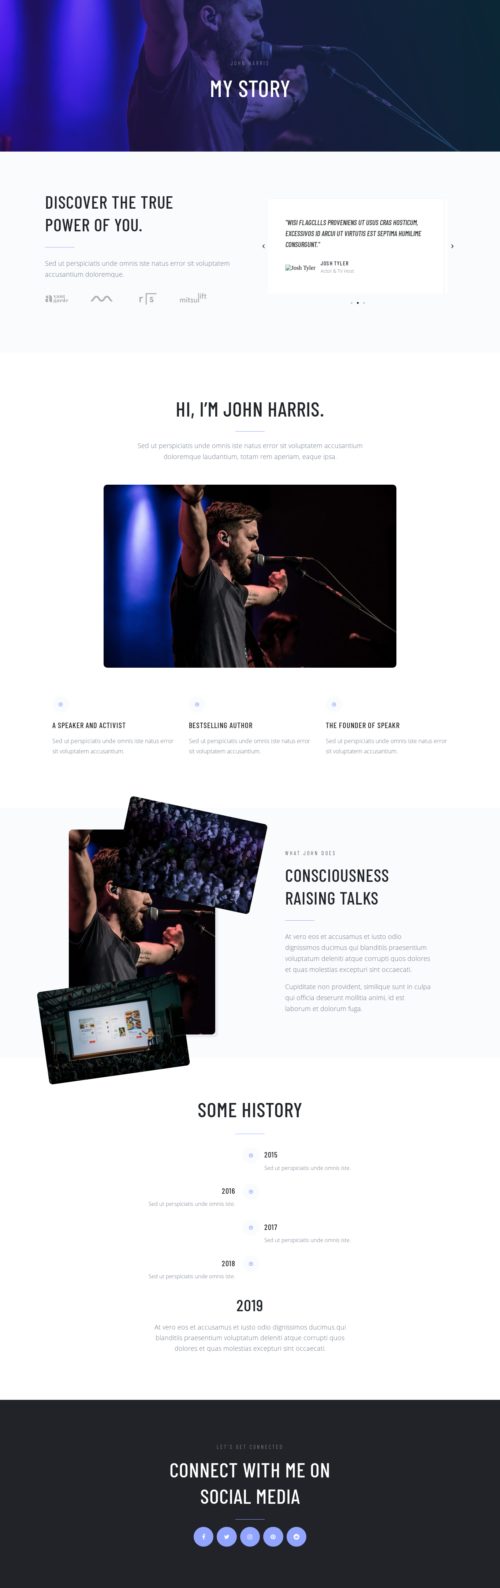 JOHN HARRIS
MY STORY
DISCOVER THE TRUE
POWER OF YOU.
Sed ut perspiciatis unde omnis iste natus error sit voluptatem
accusantium doloremque.
"WISI FLAGCLLLS PROVENIENS UT USUS CRAS HOSTICUM,
EXCESSIVOS ID ARCUI UT VIRTUTIS EST SEPTIMA HUMILIME
CONSURGUNT."
Josh Tyler
JOSH TYLER
Actor & TV Host
r s
mitsulift
HI, I'M JOHN HARRIS.
Sed ut perspiciatis unde omnis iste natus error sit voluptatem accusantium
doloremque laudantium, totam rem aperiam, eaque ipsa.
A SPEAKER AND ACTIVIST
Sed ut perspiciatis unde omnis iste natus error
sit voluptatem accusantium.
BESTSELLING AUTHOR
Sed ut perspiciatis unde omnis iste natus error
sit voluptatem accusantium.
THE FOUNDER OF SPEAKR
Sed ut perspiciatis unde omnis iste natus error
sit voluptatem accusantium.
WHAT JOHN DOES
CONSCIOUSNESS
RAISING TALKS
At vero eos et accusamus et iusto odio
dignissimos ducimus qui blanditiis praesentium
voluptatum deleniti atque corrupti quos dolores
et quas molestias excepturi sint occaecati.
Cupiditate non provident, similique sunt in culpa
qui officia deserunt mollitia animi, id est
laborum et dolorum fuga.
SOME HISTORY
2015
Sed ut perspiciatis unde omnis iste.
2016
Sed ut perspiciatis unde omnis iste.
2017
Sed ut perspiciatis unde omnis iste.
2018
Sed ut perspiciatis unde omnis iste.
2019
At vero eos et accusamus et iusto odio dignissimos ducimus qui
blanditiis praesentium voluptatum deleniti atque corrupti quos
dolores et quas molestias excepturi sint occaecati.
LET'S GET CONNECTED
CONNECT WITH ME ON
SOCIAL MEDIA